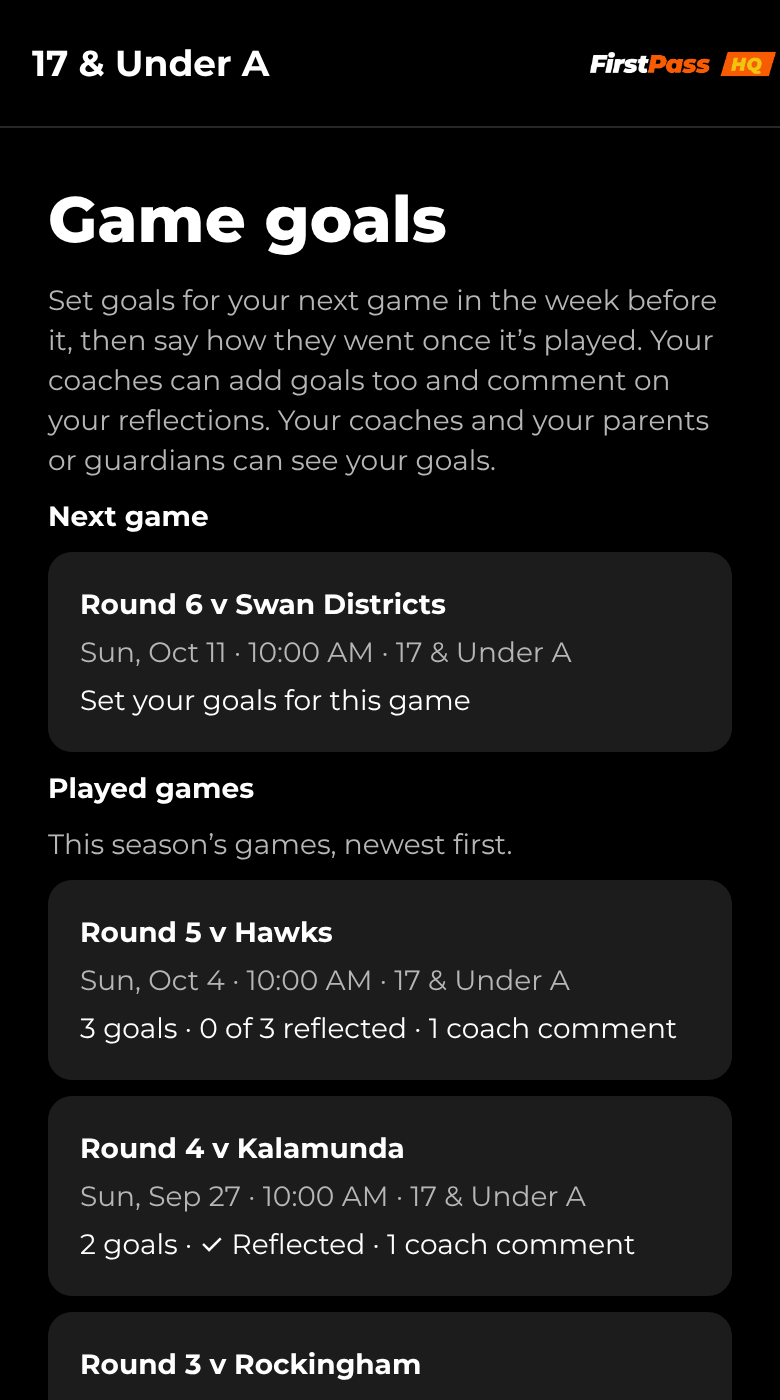 17 & Under A
FirstPass HQ
Game goals
Set goals for your next game in the week before
it, then say how they went once it’s played. Your
coaches can add goals too and comment on
your reflections. Your coaches and your parents
or guardians can see your goals.
Next game
Round 6 v Swan Districts
Sun, Oct 11 · 10:00 AM · 17 & Under A
Set your goals for this game
Played games
This season’s games, newest first.
Round 5 v Hawks
Sun, Oct 4 · 10:00 AM · 17 & Under A
3 goals · 0 of 3 reflected · 1 coach comment
Round 4 v Kalamunda
Sun, Sep 27 · 10:00 AM · 17 & Under A
2 goals · ✓ Reflected · 1 coach comment
Round 3 v Rockingham